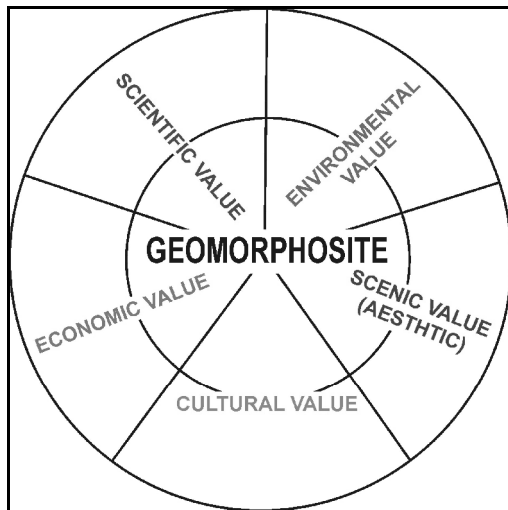 SCIENTIFIC VALUE
ENVIRONMENTAL
VALUE
GEOMORPHOSITE
ECONOMIC VALUE
SCENIC VALUE
(AESTHTIC)
CULTURAL VALUE